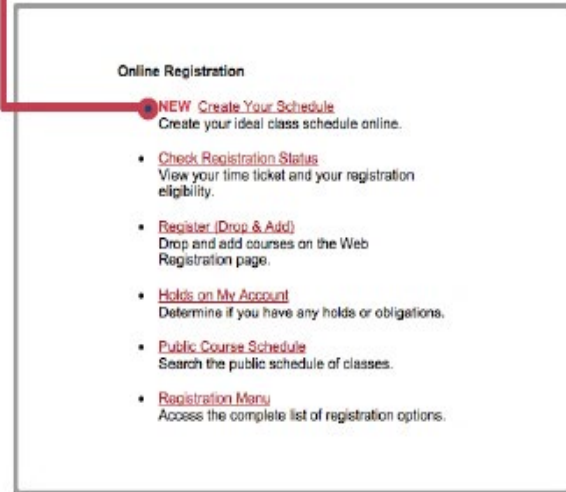 Online Registration
NEW Create Your Schedule
Create your ideal class schedule online.
Check Registration Status
View your time ticket and your registration
eligibility.
Register (Drop & Add)
Drop and add courses on the Web
Registration page.
Holds on My Account
Determine if you have any holds or obligations.
Public Course Schedule
Search the public schedule of classes.
Registration Menu
Access the complete list of registration options.